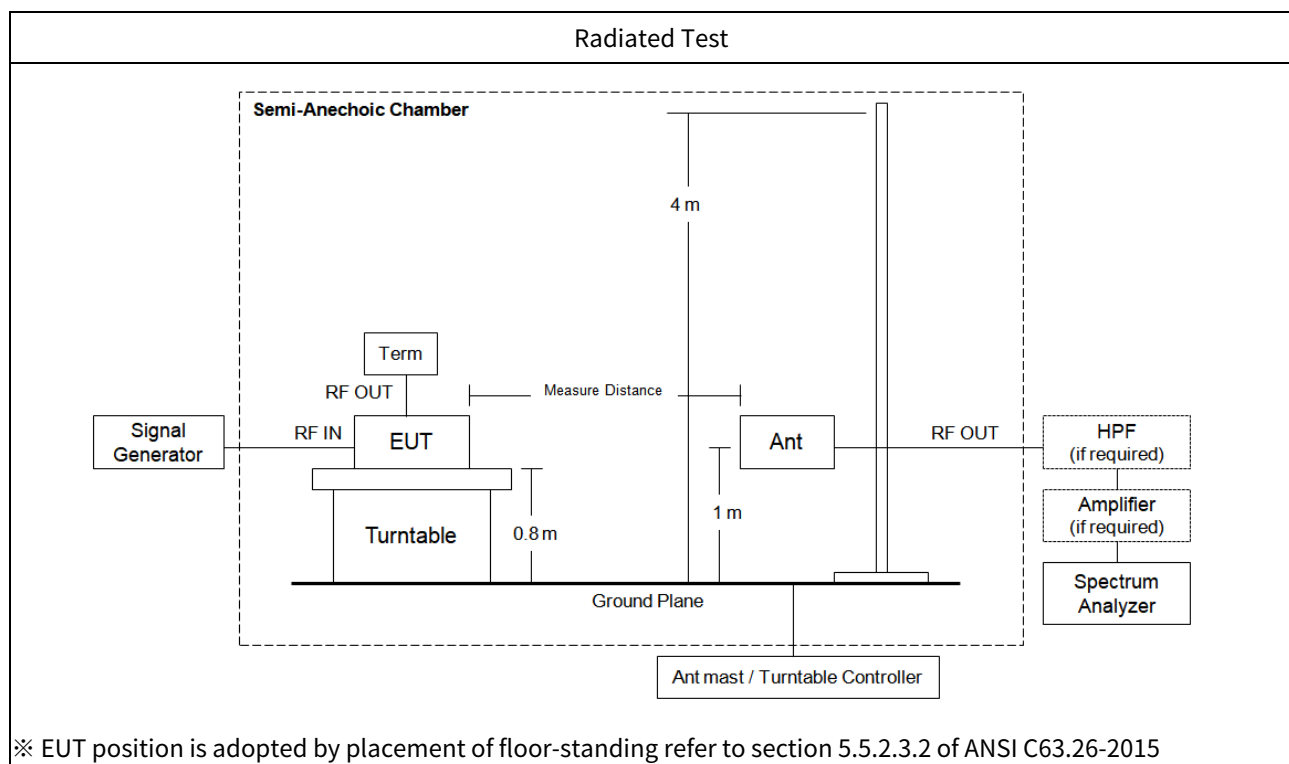 Radiated Test
Semi-Anechoic Chamber
4 m
Term
RF OUT
Measure Distance
Signal
Generator
RF IN
EUT
Ant
RF OUT
HPF
(if required)
1 m
Amplifier
(if required)
Turntable
0.8 m
Spectrum
Analyzer
Ground Plane
Ant mast / Turntable Controller
※ EUT position is adopted by placement of floor-standing refer to section 5.5.2.3.2 of ANSI C63.26-2015